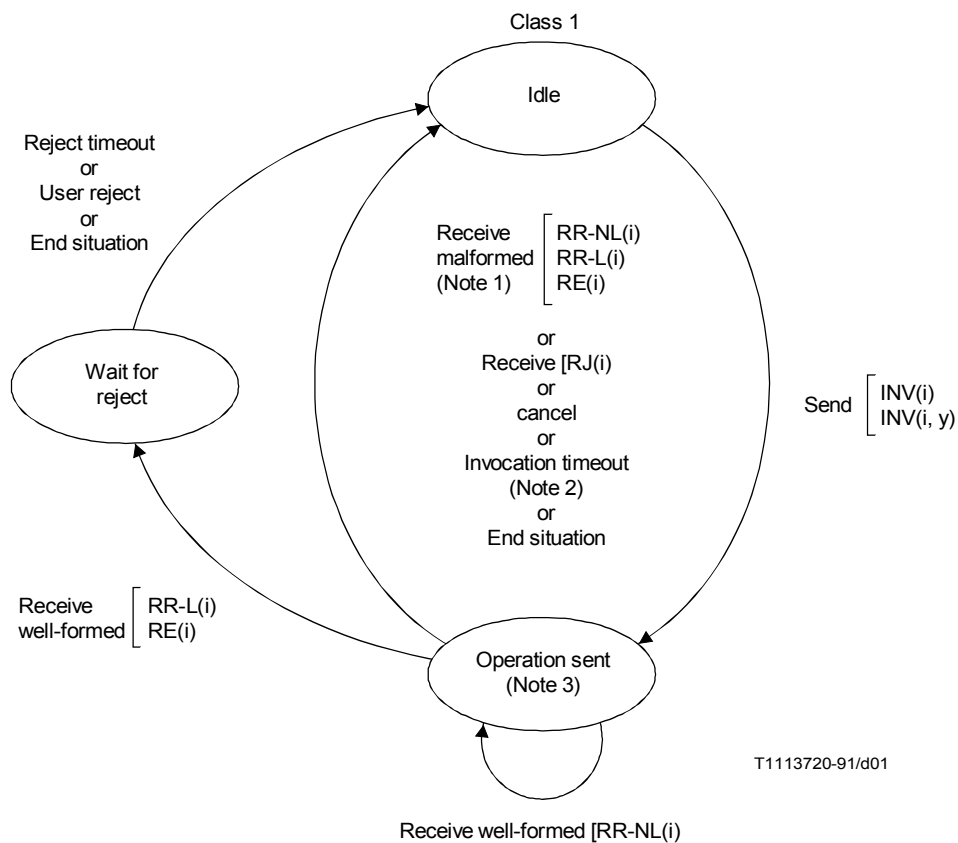 Class 1
Idle
Reject timeout
or
User reject
or
End situation
Receive
malformed
(Note 1)
RR-NL(i)
RR-L(i)
RE(i)
or
Receive [RJ(i)
or
cancel
or
Invocation timeout
(Note 2)
or
End situation
Wait for
reject
Send
INV(i)
INV(i, y)
Receive
well-formed
RR-L(i)
RE(i)
Operation sent
(Note 3)
T1113720-91/d01
Receive well-formed [RR-NL(i)